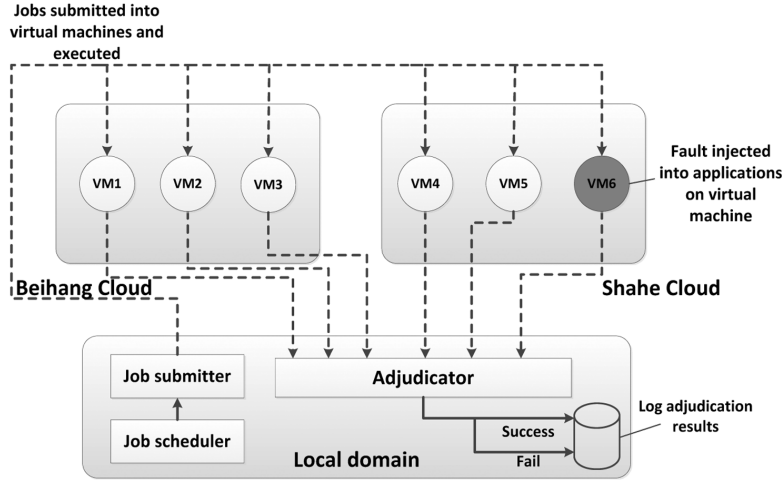 Jobs submitted into
virtual machines and
executed
VM1
VM2
VM3
VM4
VM5
VM6
Fault injected
into applications
on virtual
machine
Beihang Cloud
Shahe Cloud
Job submitter
Adjudicator
Job scheduler
Success
Fail
Log adjudication
results
Local domain